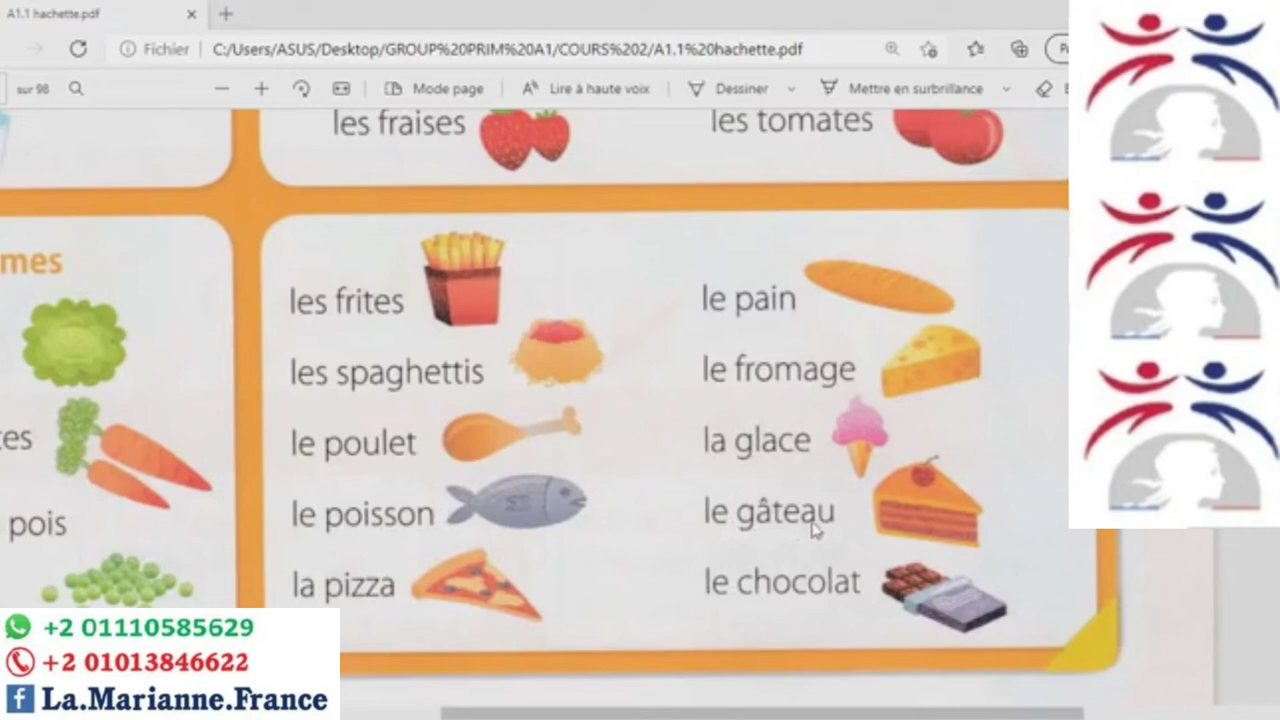 A1.1 hachette.pdf
Fichier
C:/Users/ASUS/Desktop/GROUP%20PRIM%20A1/COURS%202/A1.1%20hachette.pdf
sur 98
Mode page
Lire à haute voix
Dessiner
Mettre en surbrillance
les fraises
les tomates
mes
tes
pois
les frites
les spaghettis
le poulet
le poisson
la pizza
le pain
le fromage
la glace
le gâteau
le chocolat
+2 01110585629
+2 01013846622
La.Marianne.France